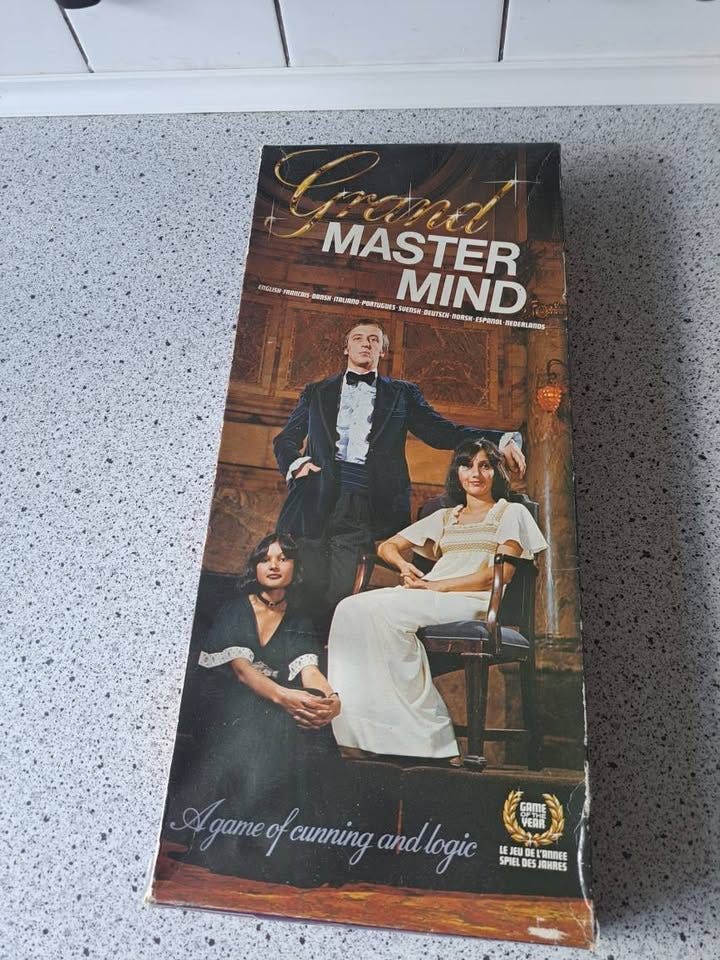 Grand
MASTER
MIND
ENGLISH·FRANCAIS·DANSK·ITALIANO·PORTUGUES·SVENSK·DEUTSCH·NORSK·ESPANOL·NEDERLANDS
A game of cunning and logic
GAME
OF THE
YEAR
LE JEU DE L'ANNEE
SPIEL DES JAHRES